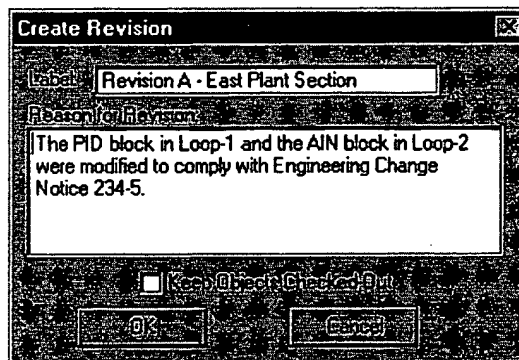 Create Revision
Label: Revision A - East Plant Section
Reason for Revision
The PID block in Loop-1 and the AIN block in Loop-2
were modified to comply with Engineering Change
Notice 234-5.
Keep Objects Checked-Out
OK Cancel